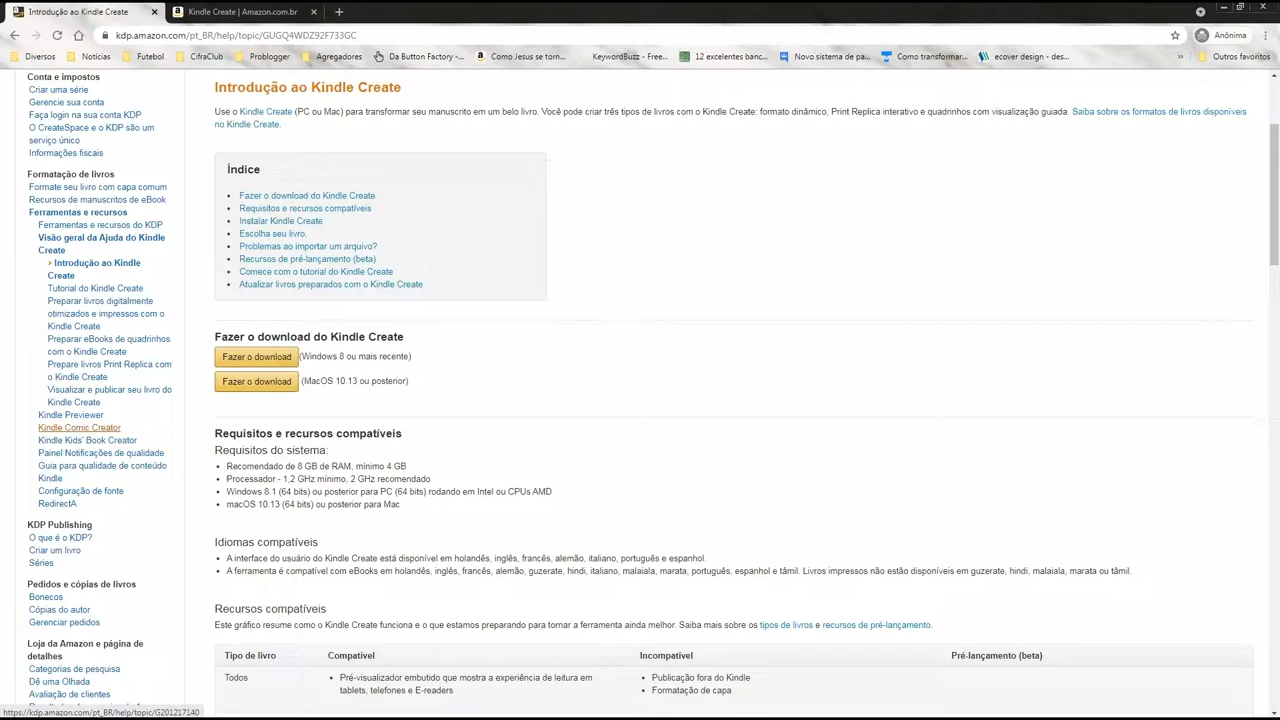 Introdução ao Kindle Create
Kindle Create | Amazon.com.br
kdp.amazon.com/pt_BR/help/topic/GUGQ4WDZ92F733GC
Anônima
Diversos
Notícias
Futebol
CifraClub
Problogger
Agregadores
Da Button Factory -...
Como Jesus se torn...
KeywordBuzz - Free...
12 excelentes banc...
Novo sistema de pa...
Como transformar...
ecover design - des...
»
Outros favoritos
Conta e impostos
Criar uma série
Gerencie sua conta
Faça login na sua conta KDP
O CreateSpace e o KDP são um
serviço único
Informações fiscais
Formatação de livros
Formate seu livro com capa comum
Recursos de manuscritos de eBook
Ferramentas e recursos
Ferramentas e recursos do KDP
Visão geral da Ajuda do Kindle
Create
› Introdução ao Kindle
Create
Tutorial do Kindle Create
Preparar livros digitalmente
otimizados e impressos com o
Kindle Create
Preparar eBooks de quadrinhos
com o Kindle Create
Prepare livros Print Replica com
o Kindle Create
Visualizar e publicar seu livro do
Kindle Create
Kindle Previewer
Kindle Comic Creator
Kindle Kids' Book Creator
Painel Notificações de qualidade
Guia para qualidade de conteúdo
Kindle
Configuração de fonte
RedirectA
KDP Publishing
O que é o KDP?
Criar um livro
Séries
Pedidos e cópias de livros
Bonecos
Cópias do autor
Gerenciar pedidos
Loja da Amazon e página de
detalhes
Categorias de pesquisa
Dê uma Olhada
Avaliação de clientes
https://kdp.amazon.com/pt_BR/help/topic/G201217140
Introdução ao Kindle Create
Use o Kindle Create (PC ou Mac) para transformar seu manuscrito em um belo livro. Você pode criar três tipos de livros com o Kindle Create: formato dinâmico, Print Replica interativo e quadrinhos com visualização guiada. Saiba sobre os formatos de livros disponíveis
no Kindle Create.
Índice
• Fazer o download do Kindle Create
• Requisitos e recursos compatíveis
• Instalar Kindle Create
• Escolha seu livro.
• Problemas ao importar um arquivo?
• Recursos de pré-lançamento (beta)
• Comece com o tutorial do Kindle Create
• Atualizar livros preparados com o Kindle Create
Fazer o download do Kindle Create
Fazer o download (Windows 8 ou mais recente)
Fazer o download (MacOS 10.13 ou posterior)
Requisitos e recursos compatíveis
Requisitos do sistema:
• Recomendado de 8 GB de RAM, mínimo 4 GB
• Processador - 1,2 GHz mínimo, 2 GHz recomendado
• Windows 8.1 (64 bits) ou posterior para PC (64 bits) rodando em Intel ou CPUs AMD
• macOS 10.13 (64 bits) ou posterior para Mac
Idiomas compatíveis
• A interface do usuário do Kindle Create está disponível em holandês, inglês, francês, alemão, italiano, português e espanhol.
• A ferramenta é compatível com eBooks em holandês, inglês, francês, alemão, guzerate, hindi, italiano, malaiala, marata, português, espanhol e tâmil. Livros impressos não estão disponíveis em guzerate, hindi, malaiala, marata ou tâmil.
Recursos compatíveis
Este gráfico resume como o Kindle Create funciona e o que estamos preparando para tornar a ferramenta ainda melhor. Saiba mais sobre os tipos de livros e recursos de pré-lançamento.
Tipo de livro
Compatível
Incompatível
Pré-lançamento (beta)
Todos
• Pré-visualizador embutido que mostra a experiência de leitura em
tablets, telefones e E-readers
• Publicação fora do Kindle
• Formatação de capa